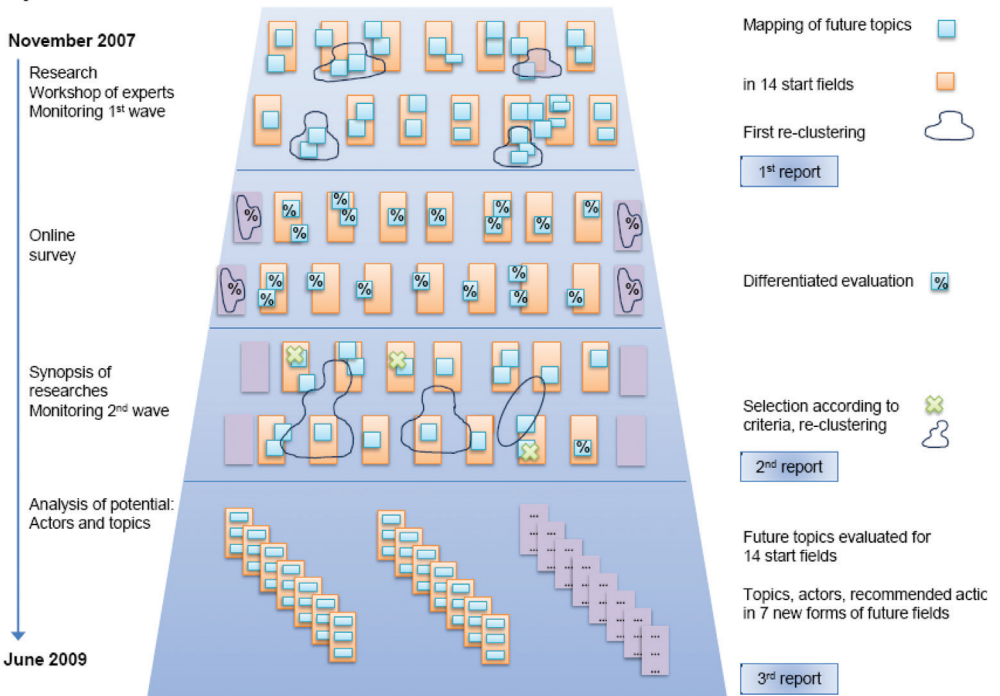 November 2007
Research
Workshop of experts
Monitoring 1st wave
Mapping of future topics
in 14 start fields
First re-clustering
1st report
Online
survey
% % % % % % % % % %
% % %
Differentiated evaluation %
% % % % % % % % % %
% %
Synopsis of
researches
Monitoring 2nd wave
Selection according to
criteria, re-clustering
%
2nd report
Analysis of potential:
Actors and topics
... ... ...
... ... ...
... ... ...
... ... ...
... ... ...
... ... ...
... ... ...
... ... ...
Future topics evaluated for
14 start fields
Topics, actors, recommended actic
in 7 new forms of future fields
June 2009
3rd report